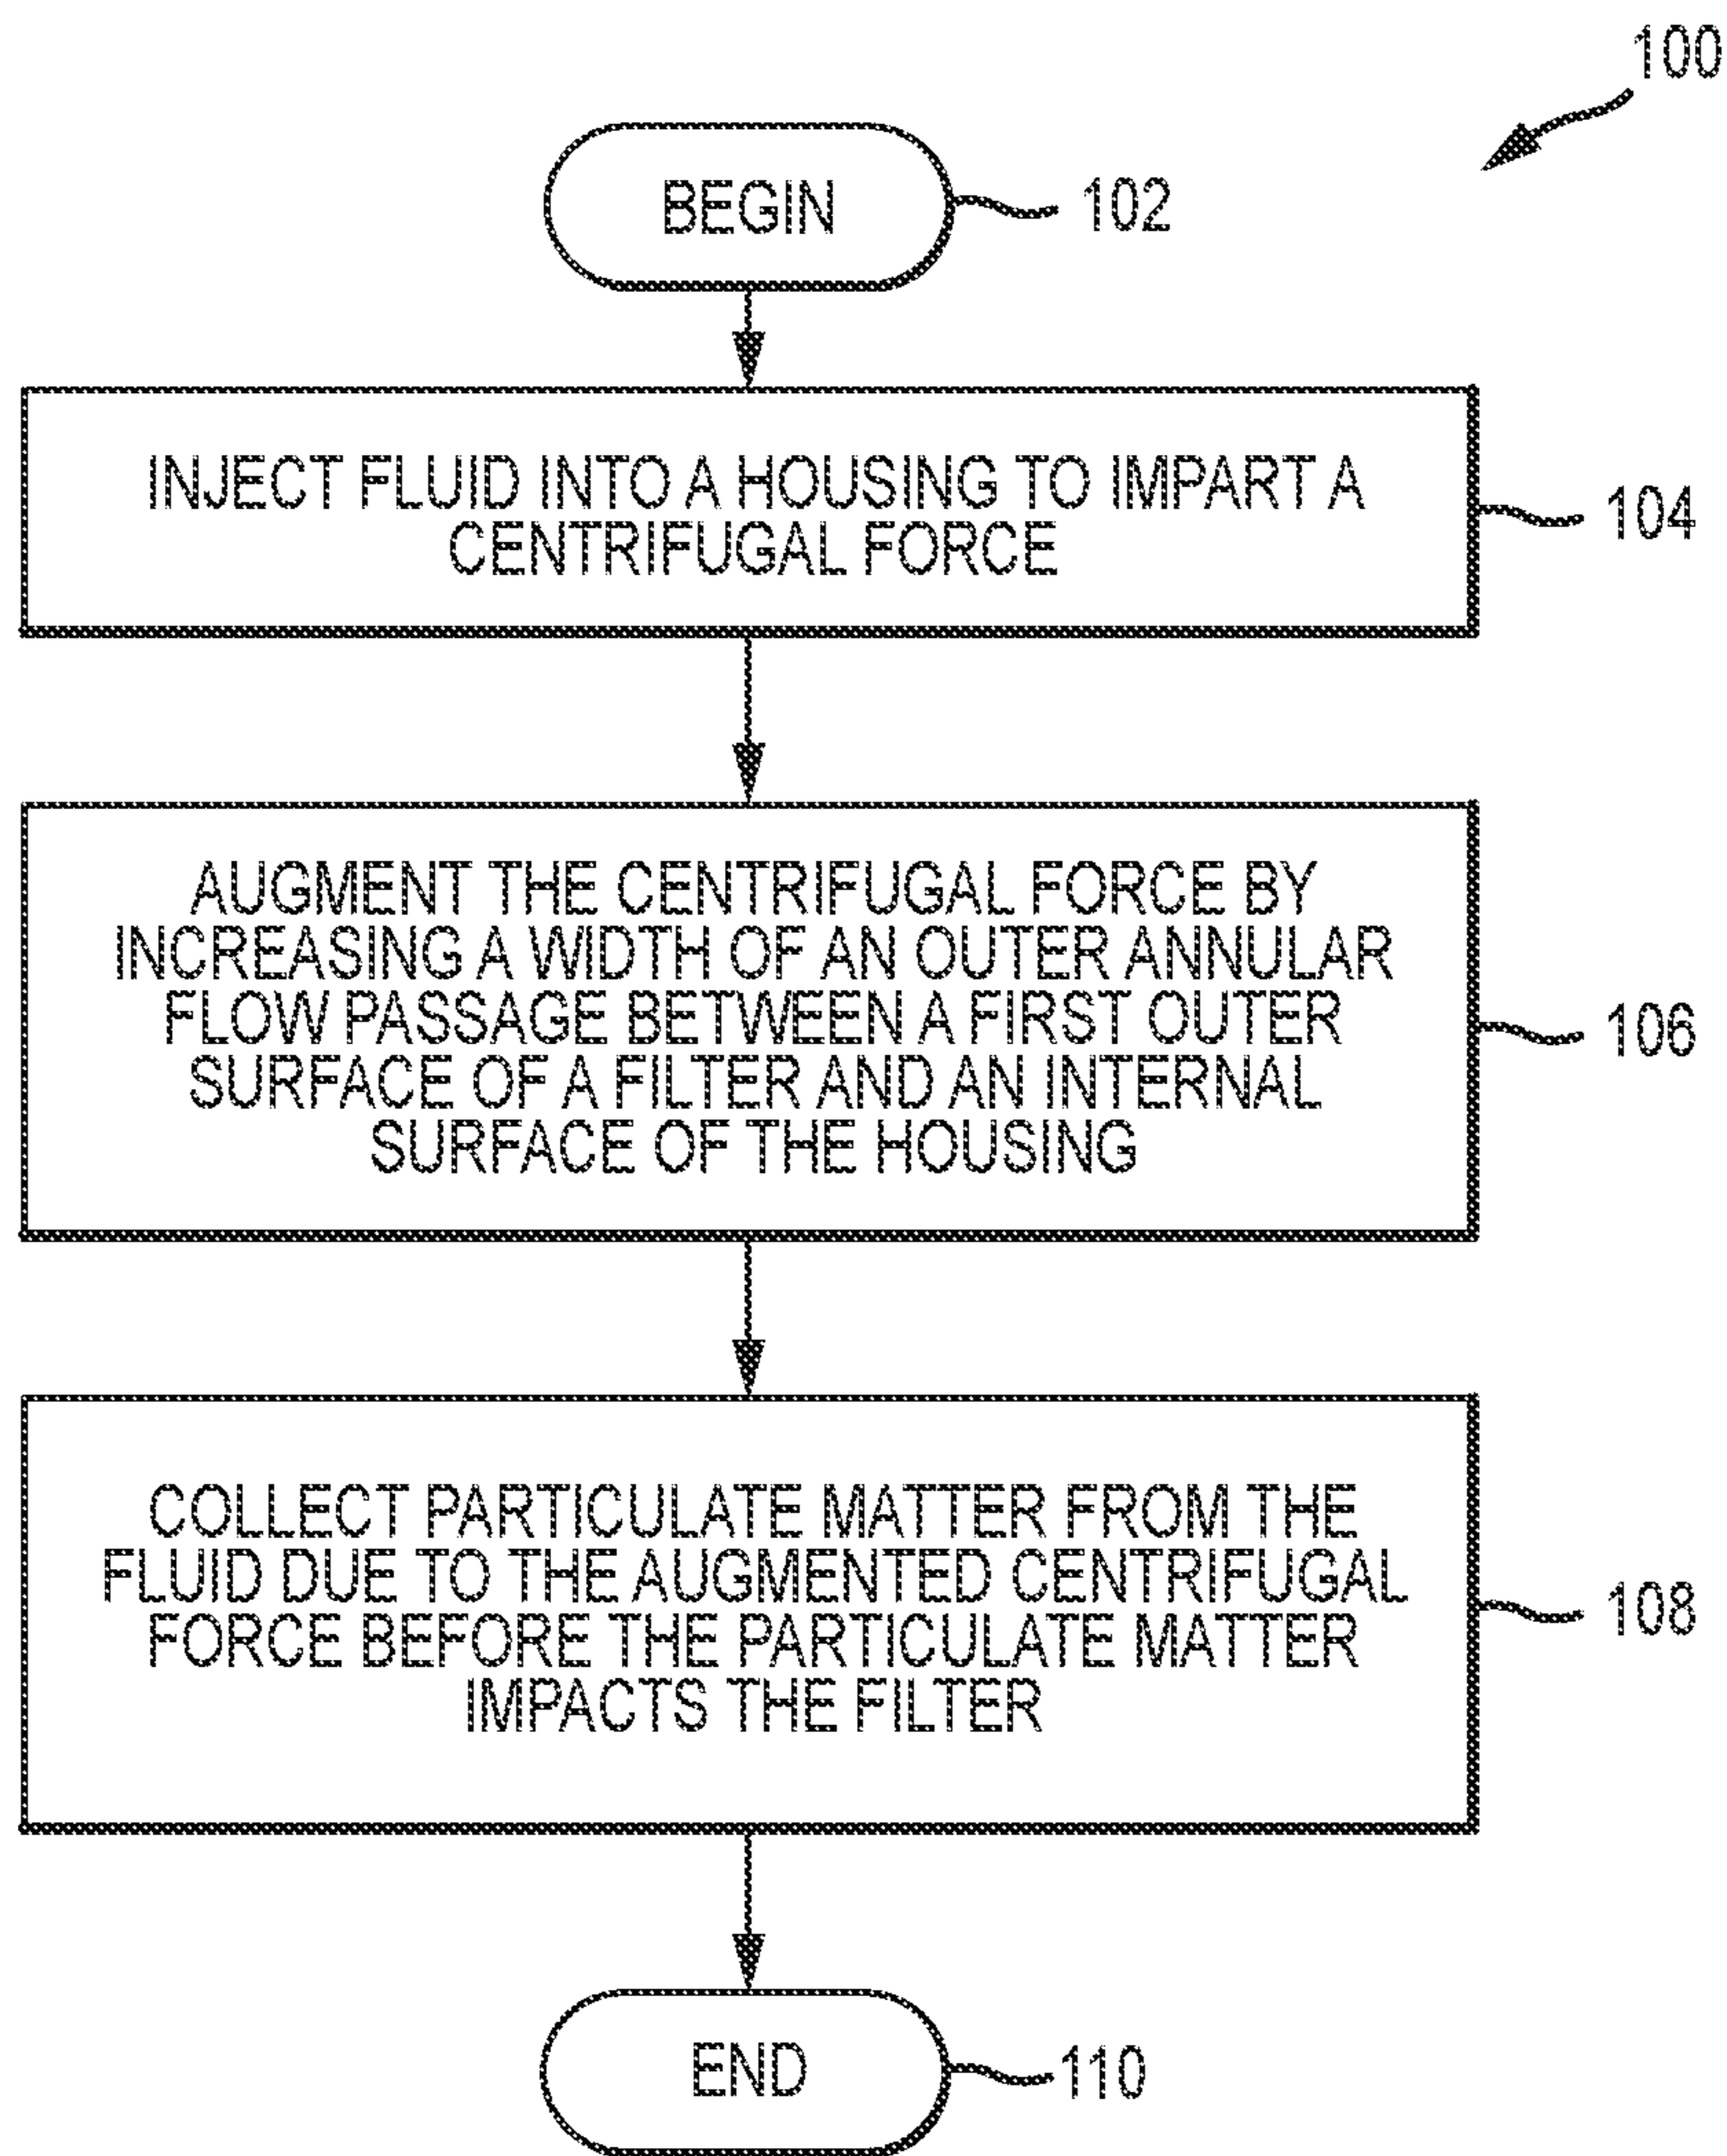 100
BEGIN
102
INJECT FLUID INTO A HOUSING TO IMPART A
CENTRIFUGAL FORCE
104
AUGMENT THE CENTRIFUGAL FORCE BY
INCREASING A WIDTH OF AN OUTER ANNULAR
FLOW PASSAGE BETWEEN A FIRST OUTER
SURFACE OF A FILTER AND AN INTERNAL
SURFACE OF THE HOUSING
106
COLLECT PARTICULATE MATTER FROM THE
FLUID DUE TO THE AUGMENTED CENTRIFUGAL
FORCE BEFORE THE PARTICULATE MATTER
IMPACTS THE FILTER
108
END
110